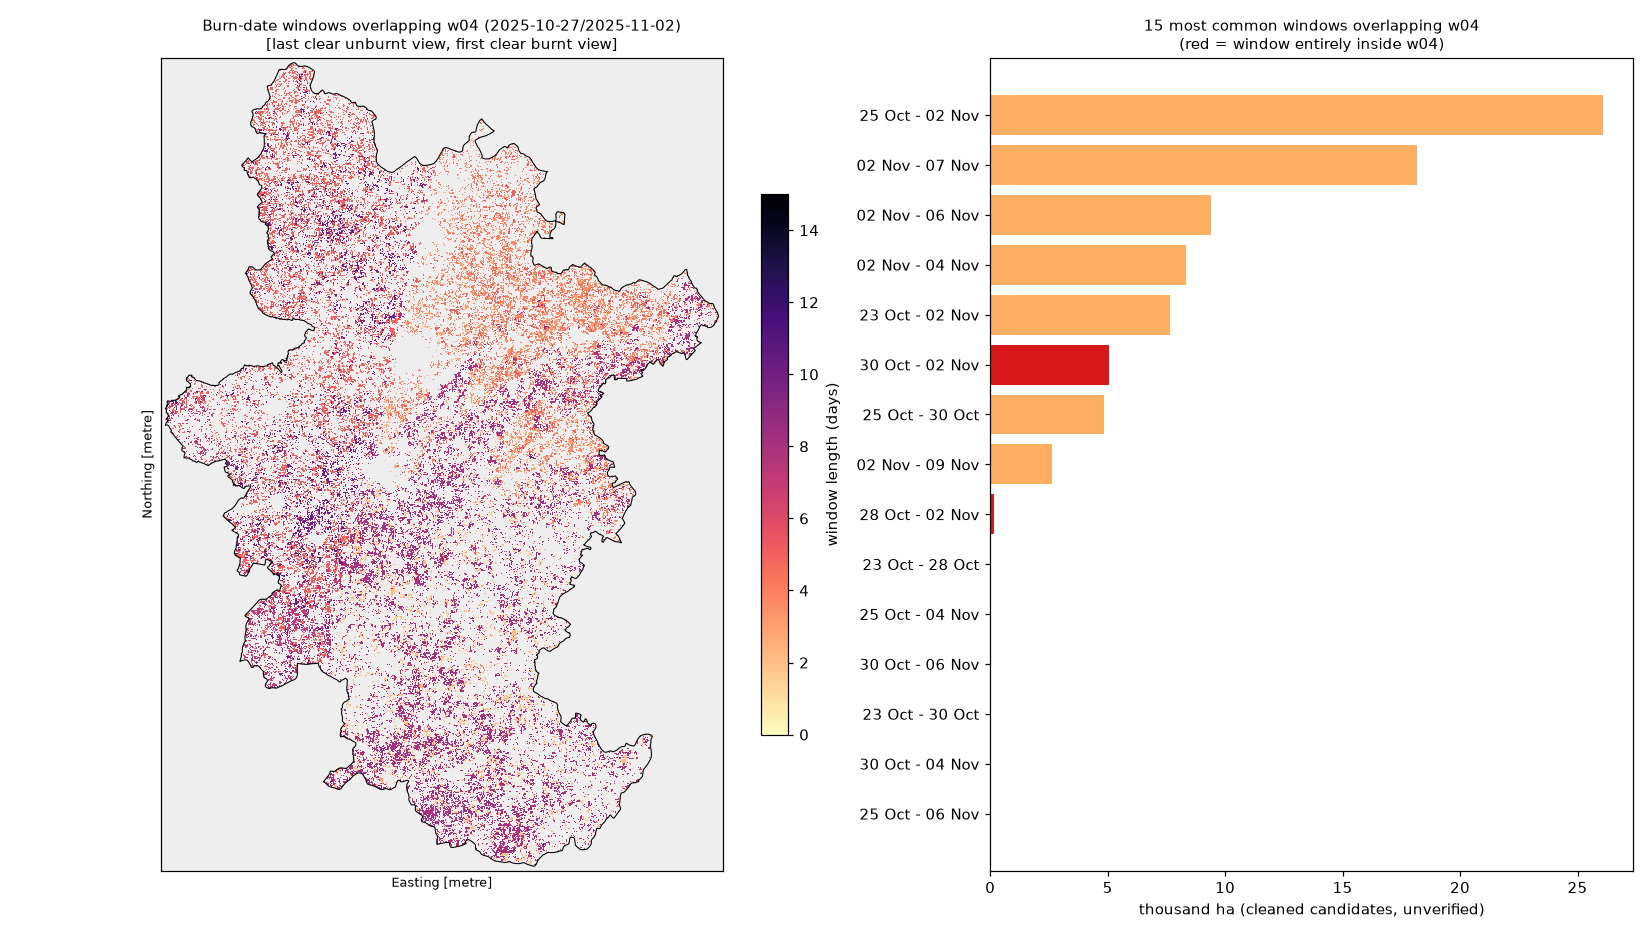 Burn-date windows overlapping w04 (2025-10-27/2025-11-02)
[last clear unburnt view, first clear burnt view]
Northing [metre]
Easting [metre]
14
12
10
8
6
4
2
0
window length (days)
15 most common windows overlapping w04
(red = window entirely inside w04)
25 Oct - 02 Nov
02 Nov - 07 Nov
02 Nov - 06 Nov
02 Nov - 04 Nov
23 Oct - 02 Nov
30 Oct - 02 Nov
25 Oct - 30 Oct
02 Nov - 09 Nov
28 Oct - 02 Nov
23 Oct - 28 Oct
25 Oct - 04 Nov
30 Oct - 06 Nov
23 Oct - 30 Oct
30 Oct - 04 Nov
25 Oct - 06 Nov
0 5 10 15 20 25
thousand ha (cleaned candidates, unverified)